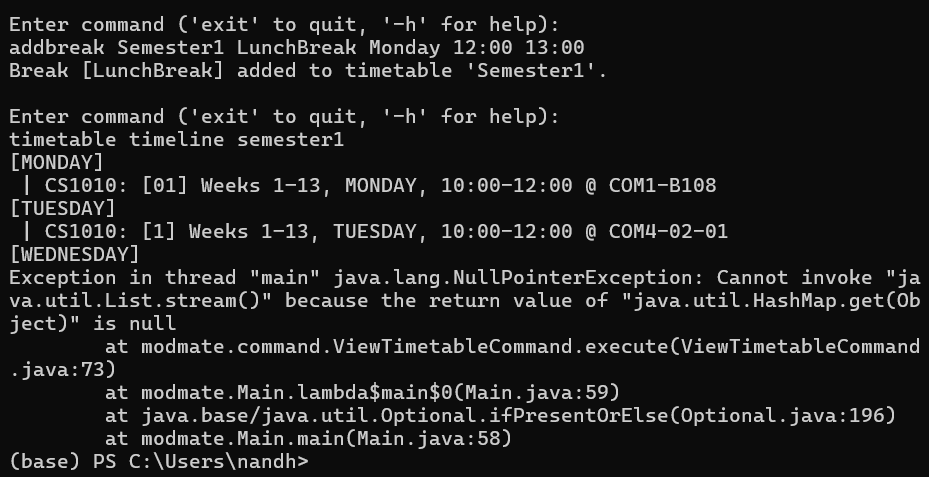 Enter command ('exit' to quit, '-h' for help):
addbreak Semester1 LunchBreak Monday 12:00 13:00
Break [LunchBreak] added to timetable 'Semester1'.
Enter command ('exit' to quit, '-h' for help):
timetable timeline semester1
[MONDAY]
 | CS1010: [01] Weeks 1-13, MONDAY, 10:00-12:00 @ COM1-B108
[TUESDAY]
 | CS1010: [1] Weeks 1-13, TUESDAY, 10:00-12:00 @ COM4-02-01
[WEDNESDAY]
Exception in thread "main" java.lang.NullPointerException: Cannot invoke "ja
va.util.List.stream()" because the return value of "java.util.HashMap.get(Ob
ject)" is null
        at modmate.command.ViewTimetableCommand.execute(ViewTimetableCommand
.java:73)
        at modmate.Main.lambda$main$0(Main.java:59)
        at java.base/java.util.Optional.ifPresentOrElse(Optional.java:196)
        at modmate.Main.main(Main.java:58)
(base) PS C:\Users\nandh>